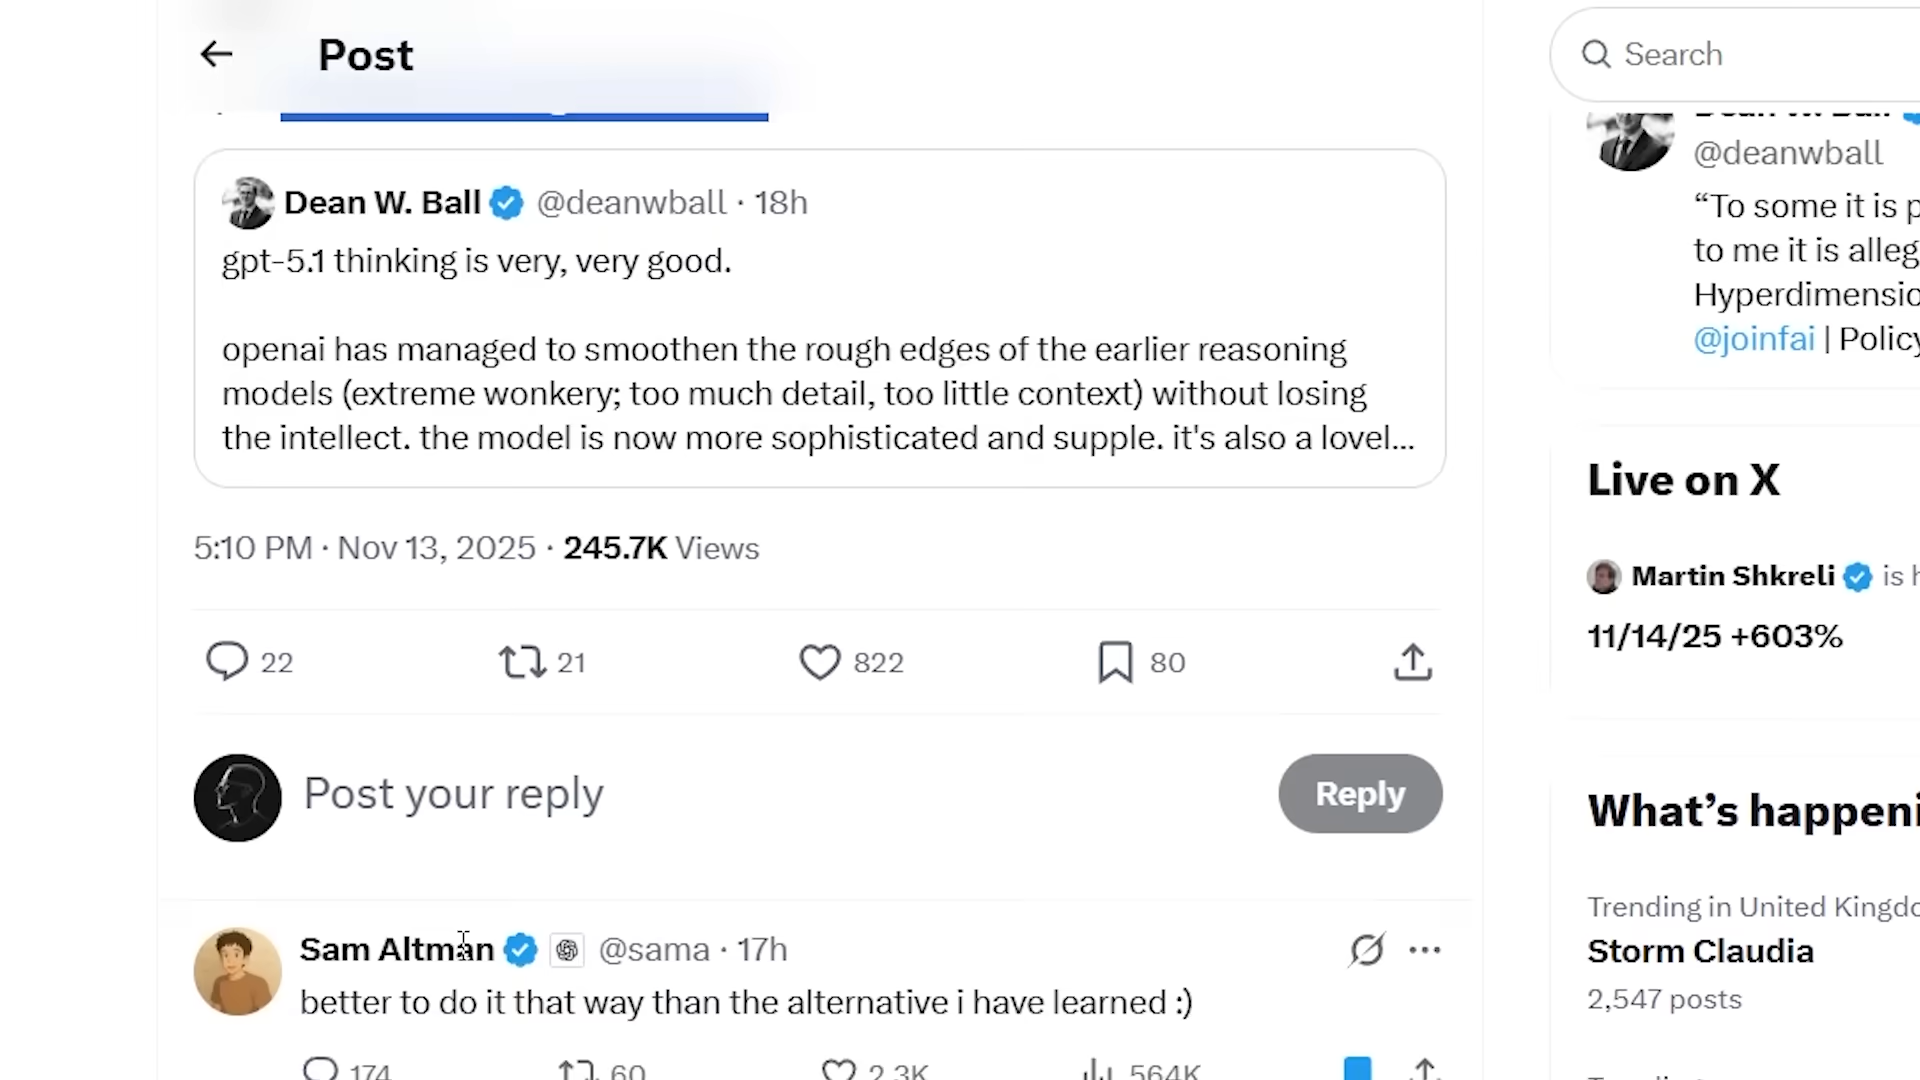 Post
Search
Dean W. Ball @deanwball · 18h
gpt-5.1 thinking is very, very good.
openai has managed to smoothen the rough edges of the earlier reasoning
models (extreme wonkery; too much detail, too little context) without losing
the intellect. the model is now more sophisticated and supple. it's also a lovel...
5:10 PM · Nov 13, 2025 · 245.7K Views
22 21 822 80
Post your reply
Reply
Sam Altman @sama · 17h
better to do it that way than the alternative i have learned :)
174 60 2.3K 564K
@deanwball
“To some it is p
to me it is alleg
Hyperdimensio
@joinfai | Policy
Live on X
Martin Shkreli is h
11/14/25 +603%
What’s happeni
Trending in United Kingdo
Storm Claudia
2,547 posts